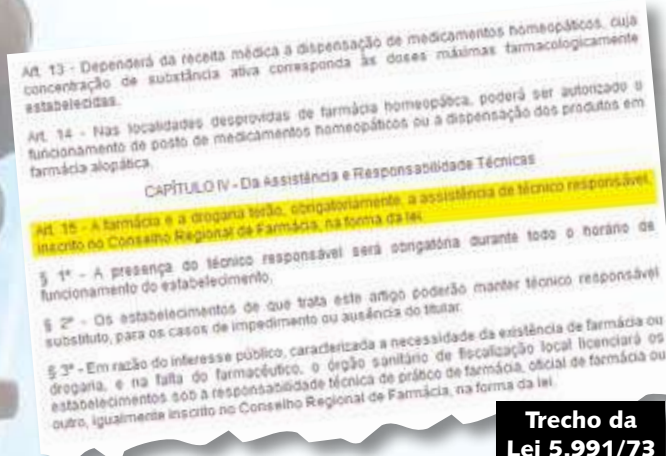 Art. 13 - Dependerá da receita médica a dispensação de medicamentos homeopáticos, cuja
concentração de substância ativa corresponda às doses máximas farmacologicamente
estabelecidas.
Art. 14 - Nas localidades desprovidas de farmácia homeopática, poderá ser autorizado o
funcionamento de posto de medicamentos homeopáticos ou a dispensação dos produtos em
farmácia alopática.
CAPÍTULO IV - Da Assistência e Responsabilidade Técnicas
Art. 15 - A farmácia e a drogaria terão, obrigatoriamente, a assistência de técnico responsável,
inscrito no Conselho Regional de Farmácia, na forma da lei.
§ 1º - A presença do técnico responsável será obrigatória durante todo o horário de
funcionamento do estabelecimento.
§ 2º - Os estabelecimentos de que trata este artigo poderão manter técnico responsável
substituto, para os casos de impedimento ou ausência do titular.
§ 3º - Em razão do interesse público, caracterizada a necessidade da existência de farmácia ou
drogaria, e na falta do farmacêutico, o órgão sanitário de fiscalização local licenciará os
estabelecimentos sob a responsabilidade técnica de prático de farmácia, oficial de farmácia ou
outro, igualmente inscrito no Conselho Regional de Farmácia, na forma da lei.
Trecho da
Lei 5.991/73